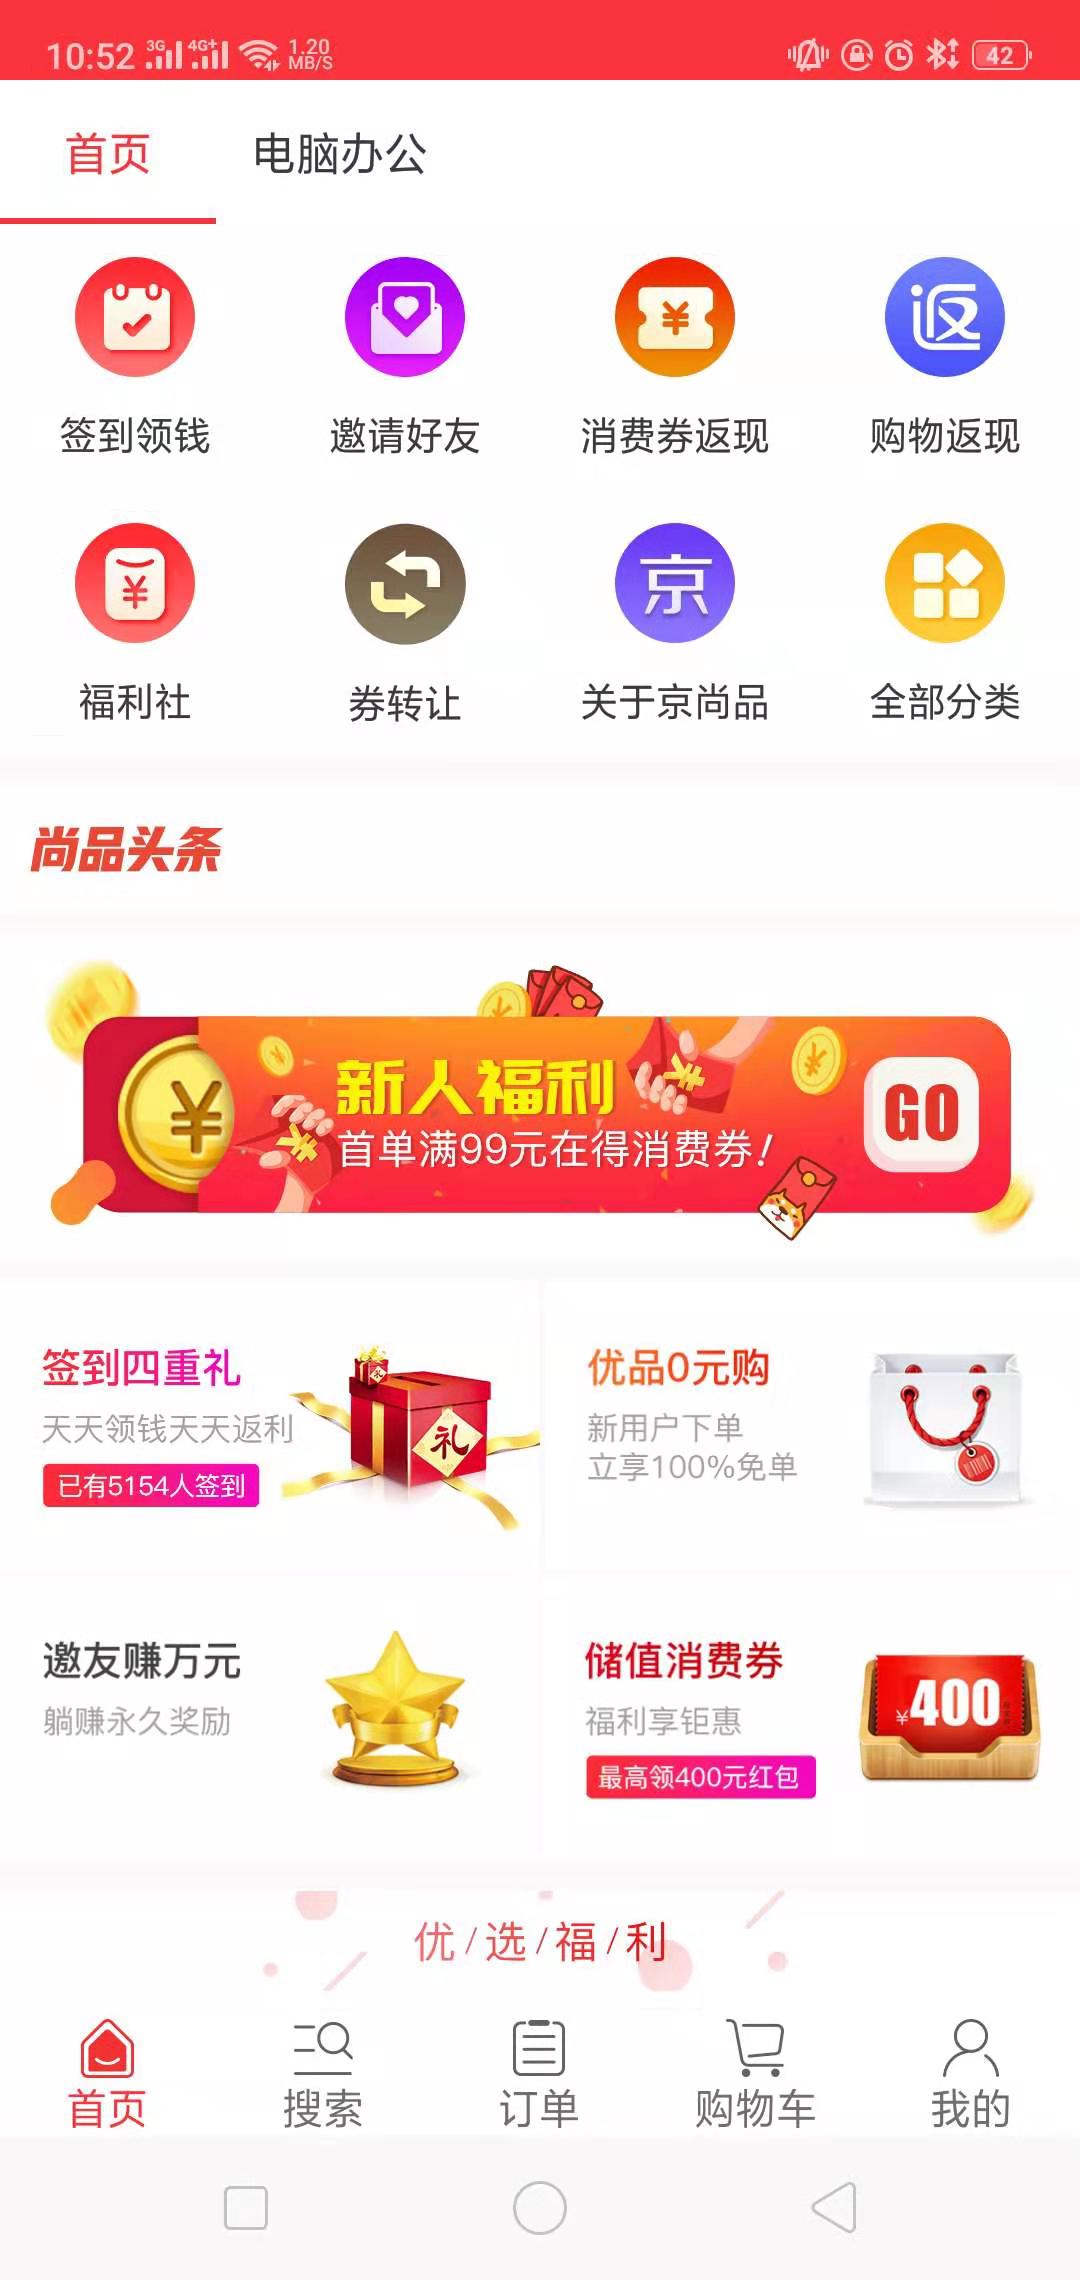 10:52 3G 4G+ 1.20 MB/S 42
首页 电脑办公
返
签到领钱 邀请好友 消费券返现 购物返现
京
福利社 券转让 关于京尚品 全部分类
尚品头条
新人福利
首单满99元在得消费券!
GO
签到四重礼
天天领钱天天返利
已有5154人签到
礼
优品0元购
新用户下单
立享100%免单
邀友赚万元
躺赚永久奖励
储值消费券
福利享钜惠
最高领400元红包
¥400
优/选/福/利
首页 搜索 订单 购物车 我的